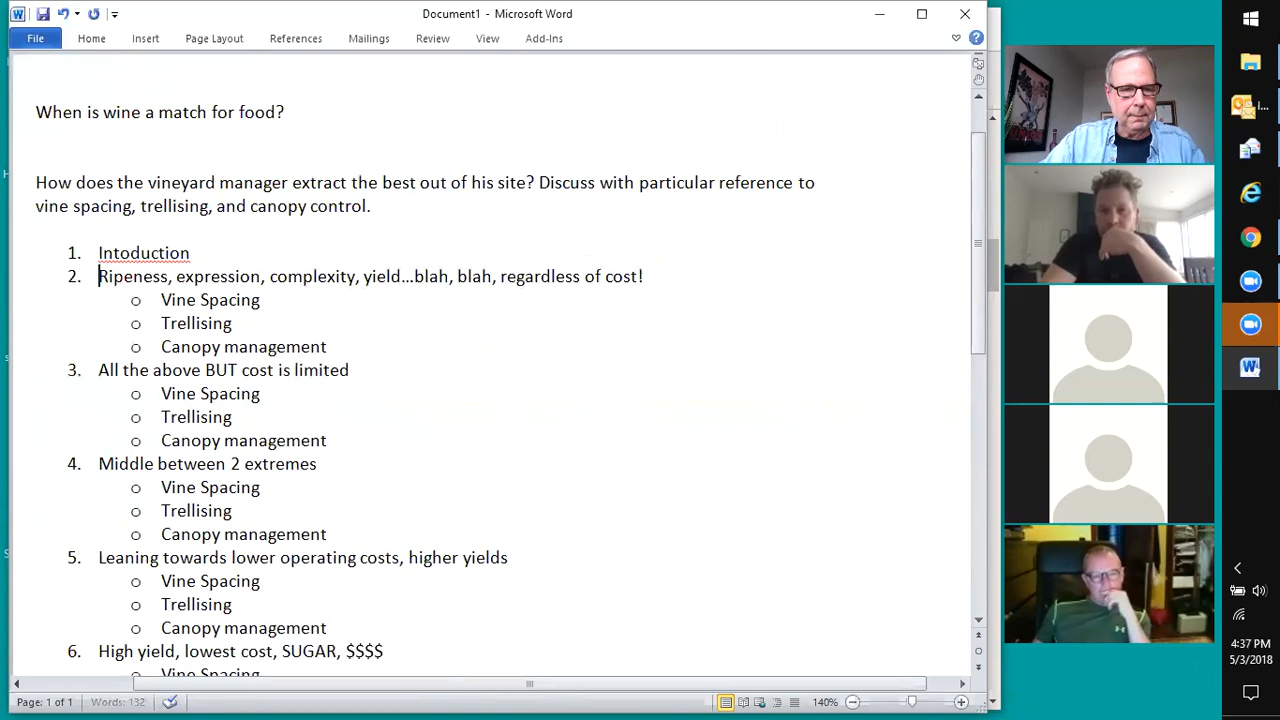 Document1 - Microsoft Word
File Home Insert Page Layout References Mailings Review View Add-Ins
When is wine a match for food?
How does the vineyard manager extract the best out of his site? Discuss with particular reference to
vine spacing, trellising, and canopy control.
1. Intoduction
2. Ripeness, expression, complexity, yield...blah, blah, regardless of cost!
o Vine Spacing
o Trellising
o Canopy management
3. All the above BUT cost is limited
o Vine Spacing
o Trellising
o Canopy management
4. Middle between 2 extremes
o Vine Spacing
o Trellising
o Canopy management
5. Leaning towards lower operating costs, higher yields
o Vine Spacing
o Trellising
o Canopy management
6. High yield, lowest cost, SUGAR, $$$$
o Vine Spacing
Page: 1 of 1 Words: 132 140%
4:37 PM
5/3/2018